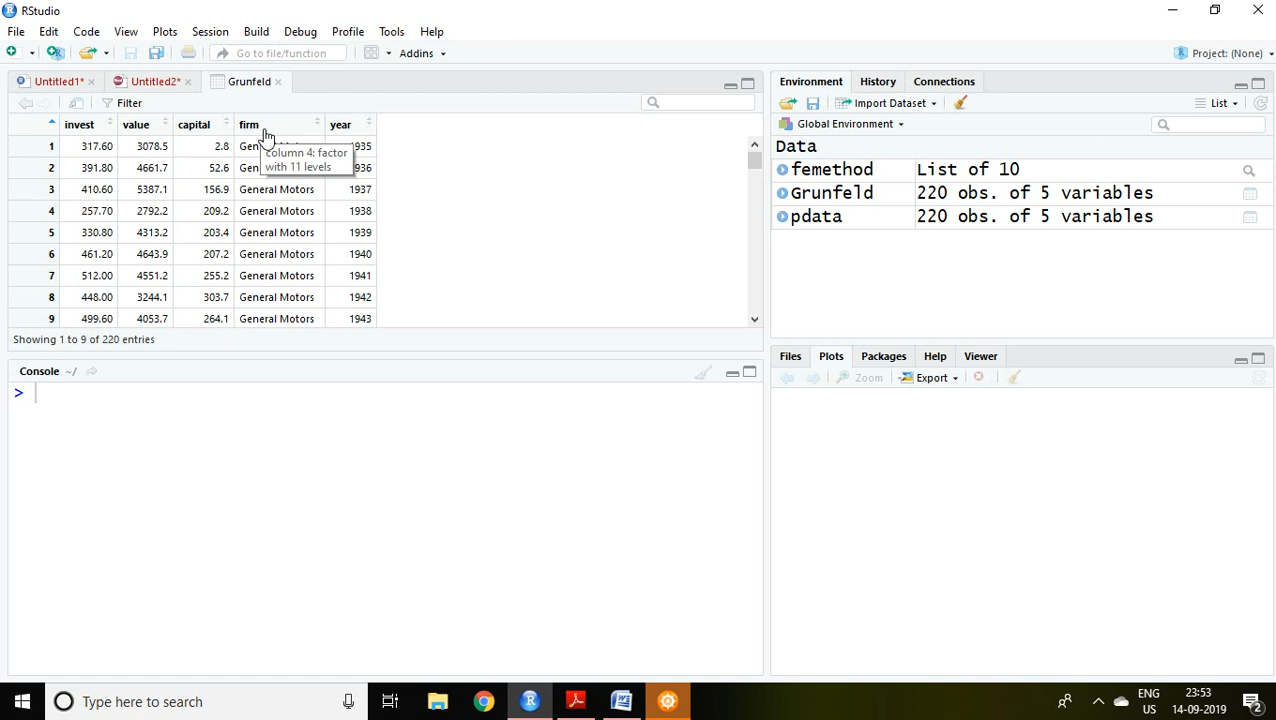 RStudio
File Edit Code View Plots Session Build Debug Profile Tools Help
Go to file/function Addins Project: (None)
Untitled1* Untitled2* Grunfeld
Filter
invest value capital firm year
1 317.60 3078.5 2.8 Gen 1935
2 391.80 4661.7 52.6 Gen 1936
3 410.60 5387.1 156.9 General Motors 1937
4 257.70 2792.2 209.2 General Motors 1938
5 330.80 4313.2 203.4 General Motors 1939
6 461.20 4643.9 207.2 General Motors 1940
7 512.00 4551.2 255.2 General Motors 1941
8 448.00 3244.1 303.7 General Motors 1942
9 499.60 4053.7 264.1 General Motors 1943
column 4: factor
with 11 levels
Showing 1 to 9 of 220 entries
Console ~/
>
Environment History Connections
Import Dataset List
Global Environment
Data
femethod List of 10
Grunfeld 220 obs. of 5 variables
pdata 220 obs. of 5 variables
Files Plots Packages Help Viewer
Zoom Export
Type here to search
ENG
US
23:53
14-09-2019
2